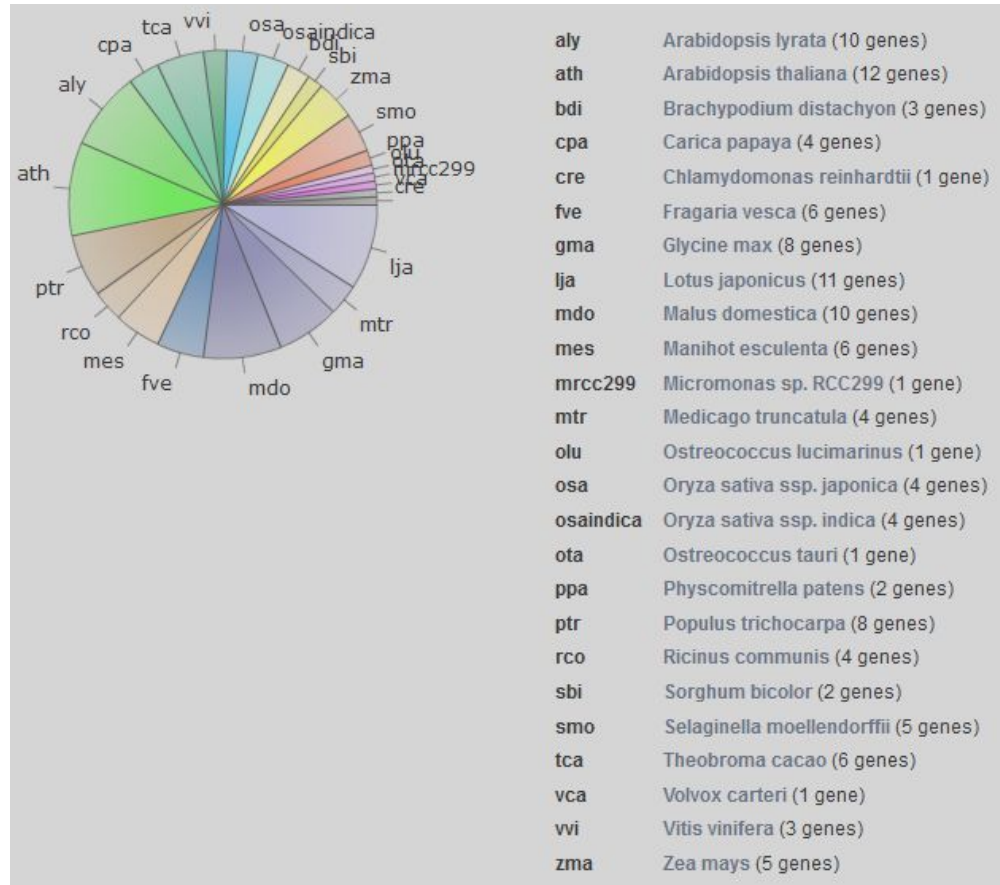 vvi
osa
tca
osaindica
bdi
cpa
sbi
zma
aly
smo
ppa
olu
ota
ath
mrcc299
vca
cre
lja
ptr
mtr
rco
mes
gma
fve
mdo
aly Arabidopsis lyrata (10 genes)
ath Arabidopsis thaliana (12 genes)
bdi Brachypodium distachyon (3 genes)
cpa Carica papaya (4 genes)
cre Chlamydomonas reinhardtii (1 gene)
fve Fragaria vesca (6 genes)
gma Glycine max (8 genes)
lja Lotus japonicus (11 genes)
mdo Malus domestica (10 genes)
mes Manihot esculenta (6 genes)
mrcc299 Micromonas sp. RCC299 (1 gene)
mtr Medicago truncatula (4 genes)
olu Ostreococcus lucimarinus (1 gene)
osa Oryza sativa ssp. japonica (4 genes)
osaindica Oryza sativa ssp. indica (4 genes)
ota Ostreococcus tauri (1 gene)
ppa Physcomitrella patens (2 genes)
ptr Populus trichocarpa (8 genes)
rco Ricinus communis (4 genes)
sbi Sorghum bicolor (2 genes)
smo Selaginella moellendorffii (5 genes)
tca Theobroma cacao (6 genes)
vca Volvox carteri (1 gene)
vvi Vitis vinifera (3 genes)
zma Zea mays (5 genes)